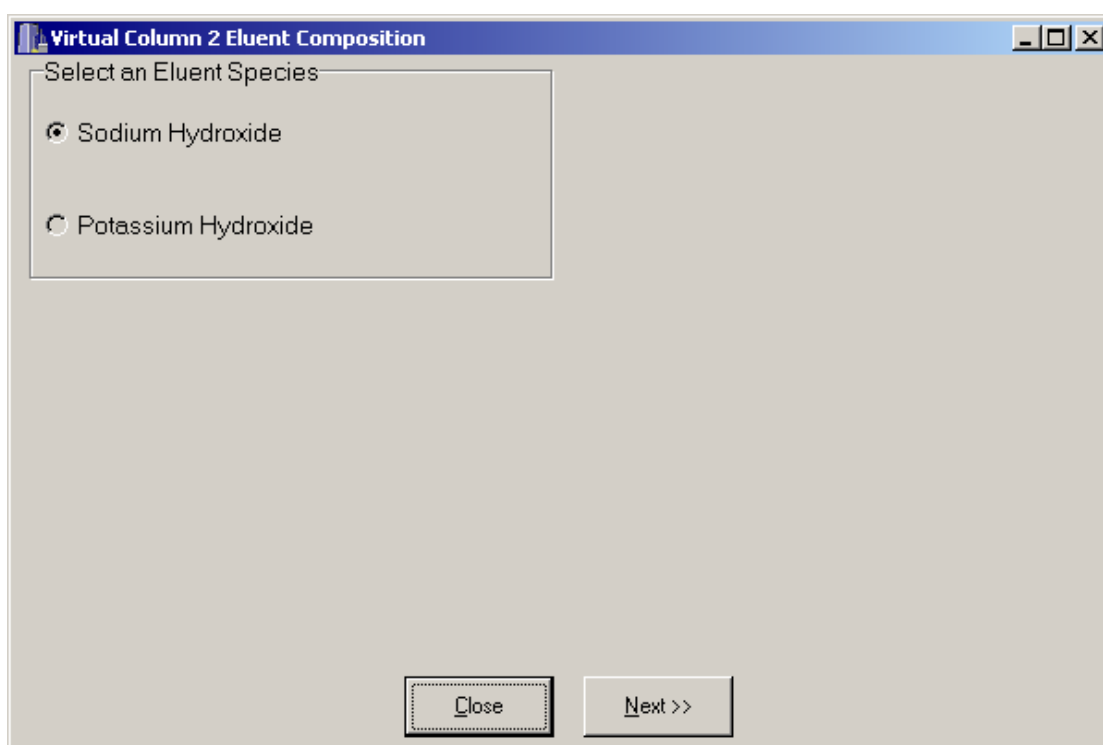 Virtual Column 2 Eluent Composition
Select an Eluent Species
Sodium Hydroxide
Potassium Hydroxide
Close Next >>